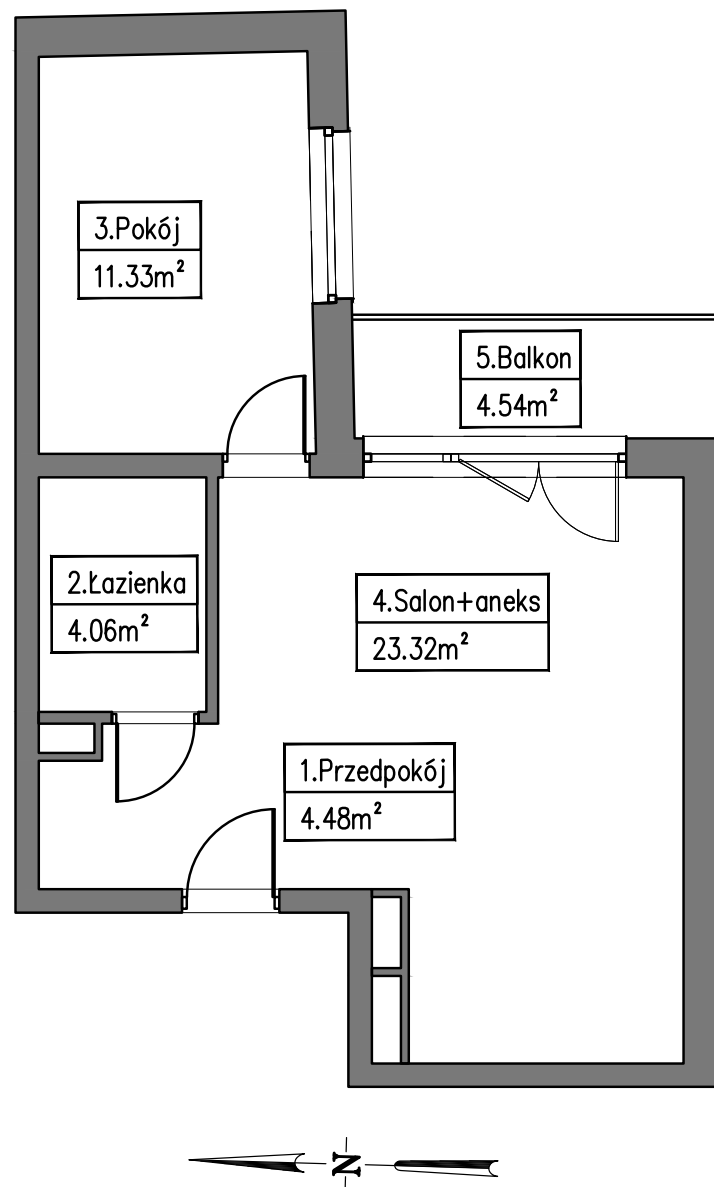 3.Pokój
11.33m²
5.Balkon
4.54m²
2.Łazienka
4.06m²
4.Salon+aneks
23.32m²
1.Przedpokój
4.48m²
N